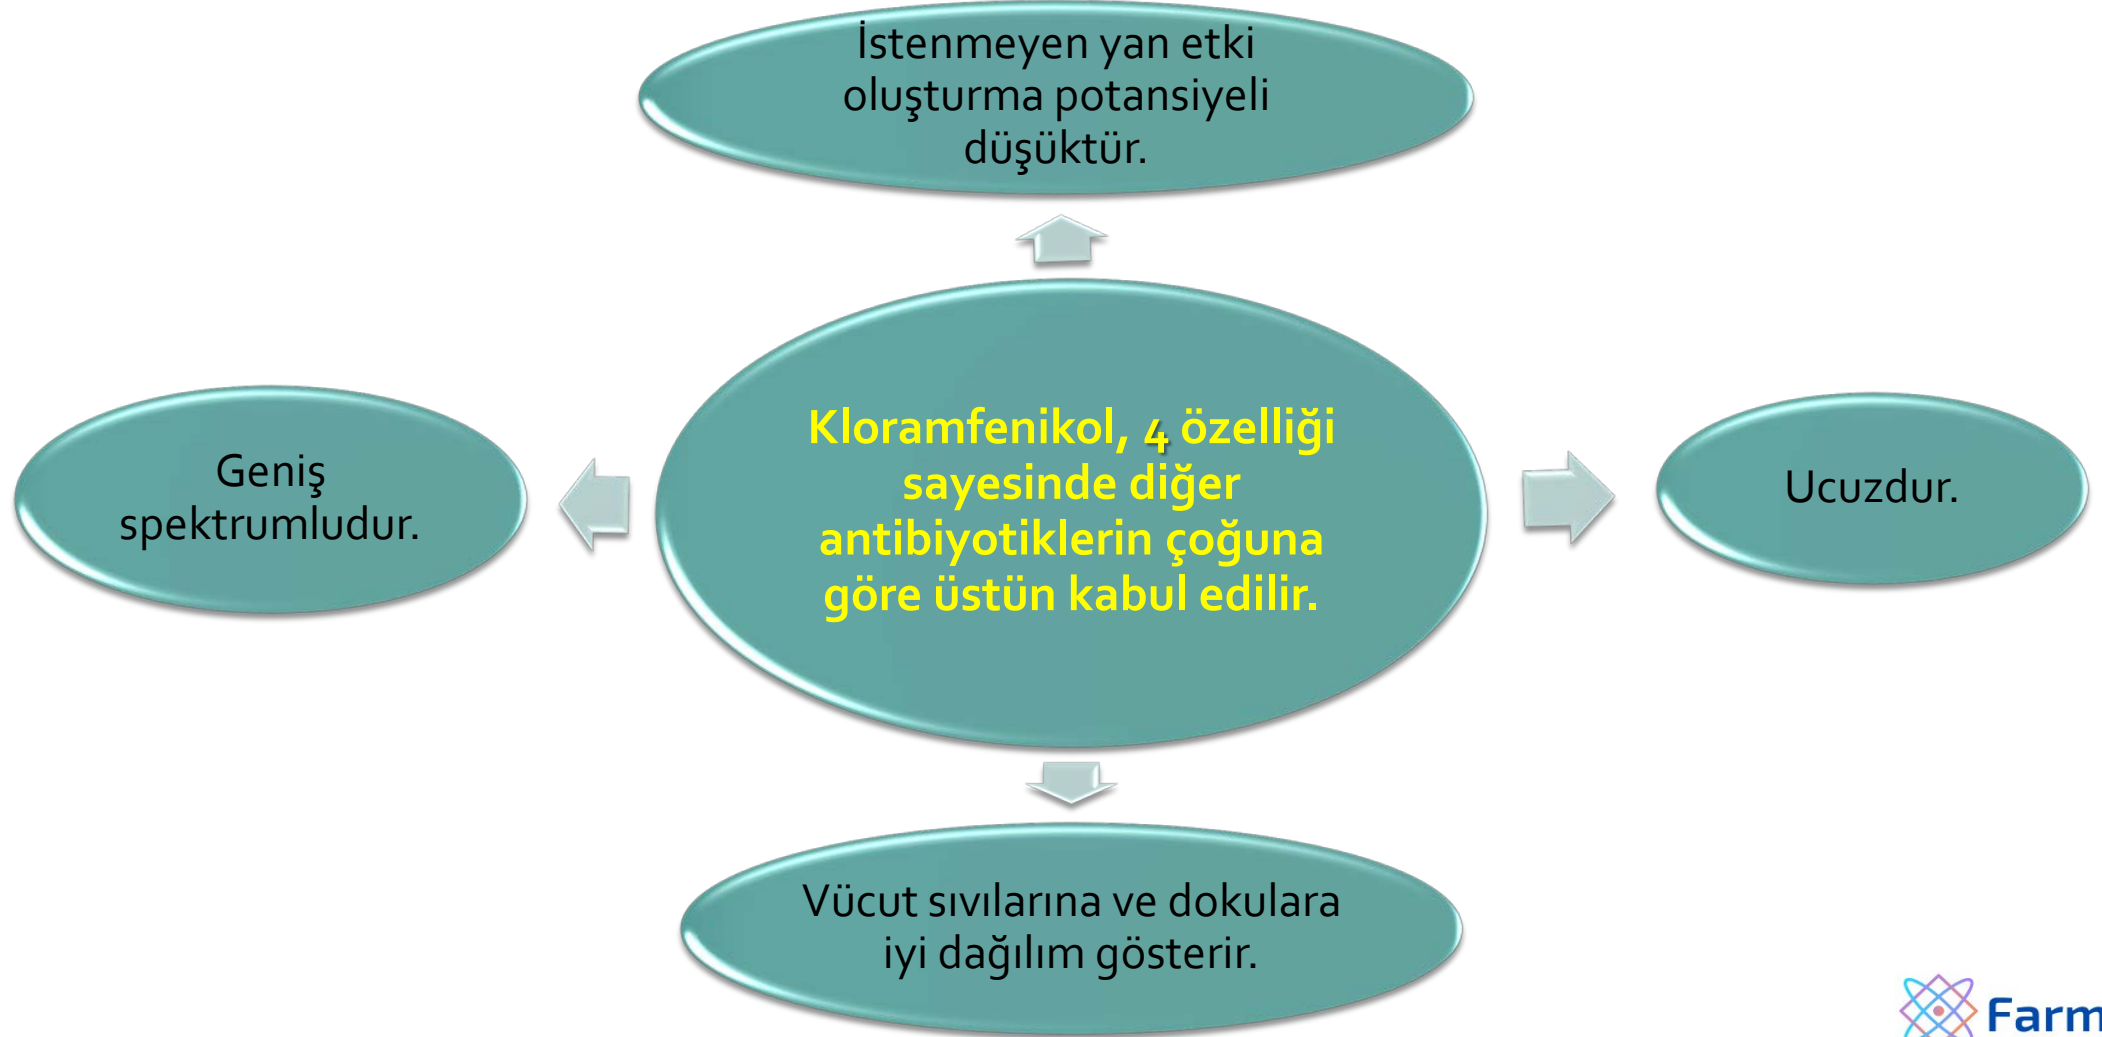 İstenmeyen yan etki
oluşturma potansiyeli
düşüktür.
Geniş
spektrumludur.
Kloramfenikol, 4 özelliği
sayesinde diğer
antibiyotiklerin çoğuna
göre üstün kabul edilir.
Ucuzdur.
Vücut sıvılarına ve dokulara
iyi dağılım gösterir.
Farm